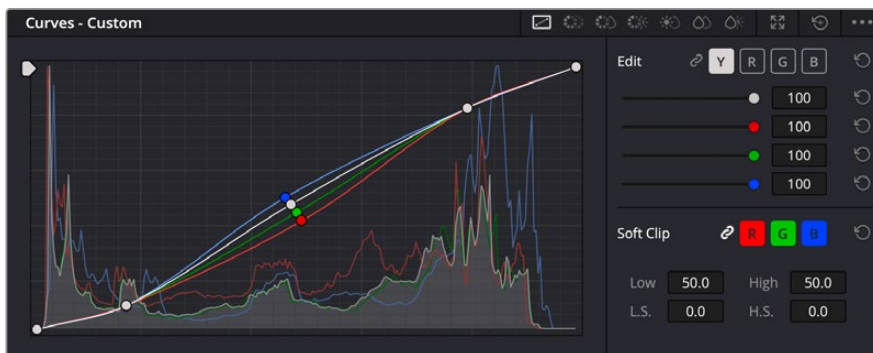 Curves - Custom
Edit Y R G B
100
100
100
100
Soft Clip R G B
Low 50.0 High 50.0
L.S. 0.0 H.S. 0.0